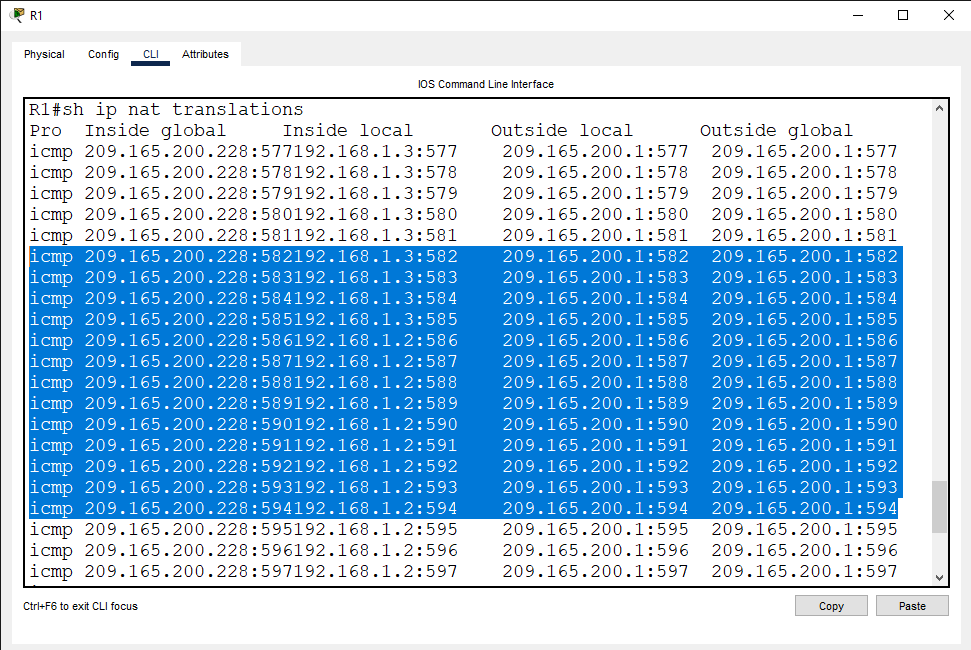 R1
Physical Config CLI Attributes
IOS Command Line Interface
R1#sh ip nat translations
Pro  Inside global     Inside local       Outside local      Outside global
icmp 209.165.200.228:577192.168.1.3:577    209.165.200.1:577  209.165.200.1:577
icmp 209.165.200.228:578192.168.1.3:578    209.165.200.1:578  209.165.200.1:578
icmp 209.165.200.228:579192.168.1.3:579    209.165.200.1:579  209.165.200.1:579
icmp 209.165.200.228:580192.168.1.3:580    209.165.200.1:580  209.165.200.1:580
icmp 209.165.200.228:581192.168.1.3:581    209.165.200.1:581  209.165.200.1:581
icmp 209.165.200.228:582192.168.1.3:582    209.165.200.1:582  209.165.200.1:582
icmp 209.165.200.228:583192.168.1.3:583    209.165.200.1:583  209.165.200.1:583
icmp 209.165.200.228:584192.168.1.3:584    209.165.200.1:584  209.165.200.1:584
icmp 209.165.200.228:585192.168.1.3:585    209.165.200.1:585  209.165.200.1:585
icmp 209.165.200.228:586192.168.1.2:586    209.165.200.1:586  209.165.200.1:586
icmp 209.165.200.228:587192.168.1.2:587    209.165.200.1:587  209.165.200.1:587
icmp 209.165.200.228:588192.168.1.2:588    209.165.200.1:588  209.165.200.1:588
icmp 209.165.200.228:589192.168.1.2:589    209.165.200.1:589  209.165.200.1:589
icmp 209.165.200.228:590192.168.1.2:590    209.165.200.1:590  209.165.200.1:590
icmp 209.165.200.228:591192.168.1.2:591    209.165.200.1:591  209.165.200.1:591
icmp 209.165.200.228:592192.168.1.2:592    209.165.200.1:592  209.165.200.1:592
icmp 209.165.200.228:593192.168.1.2:593    209.165.200.1:593  209.165.200.1:593
icmp 209.165.200.228:594192.168.1.2:594    209.165.200.1:594  209.165.200.1:594
icmp 209.165.200.228:595192.168.1.2:595    209.165.200.1:595  209.165.200.1:595
icmp 209.165.200.228:596192.168.1.2:596    209.165.200.1:596  209.165.200.1:596
icmp 209.165.200.228:597192.168.1.2:597    209.165.200.1:597  209.165.200.1:597
Ctrl+F6 to exit CLI focus
Copy Paste